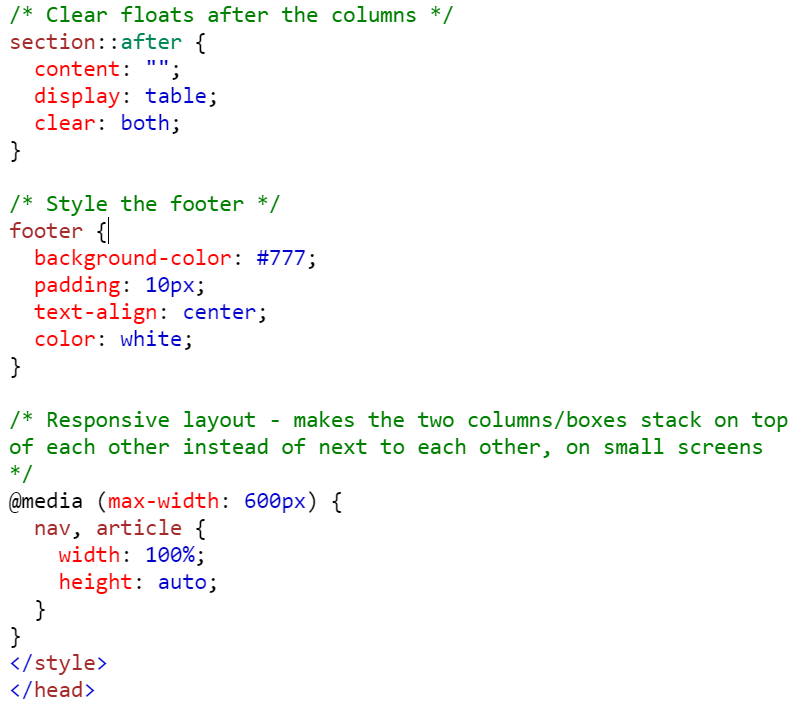 /* Clear floats after the columns */
section::after {
  content: "";
  display: table;
  clear: both;
}

/* Style the footer */
footer {
  background-color: #777;
  padding: 10px;
  text-align: center;
  color: white;
}

/* Responsive layout - makes the two columns/boxes stack on top
of each other instead of next to each other, on small screens
*/
@media (max-width: 600px) {
  nav, article {
    width: 100%;
    height: auto;
  }
}
</style>
</head>